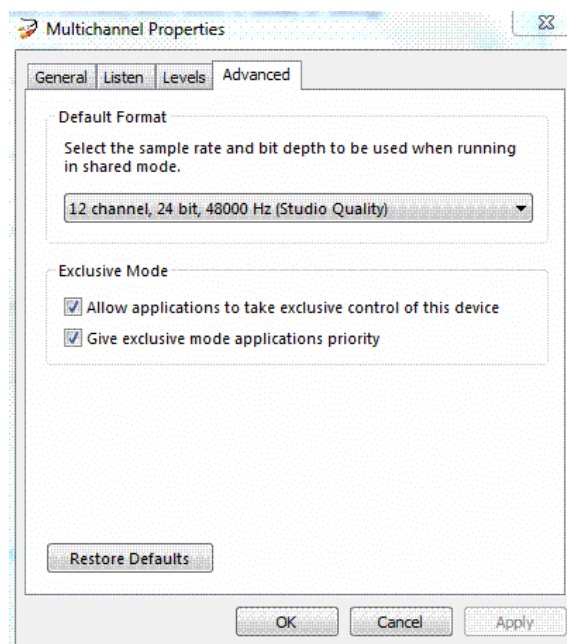 Multichannel Properties
General Listen Levels Advanced
Default Format
Select the sample rate and bit depth to be used when running
in shared mode.
12 channel, 24 bit, 48000 Hz (Studio Quality)
Exclusive Mode
Allow applications to take exclusive control of this device
Give exclusive mode applications priority
Restore Defaults
OK Cancel Apply